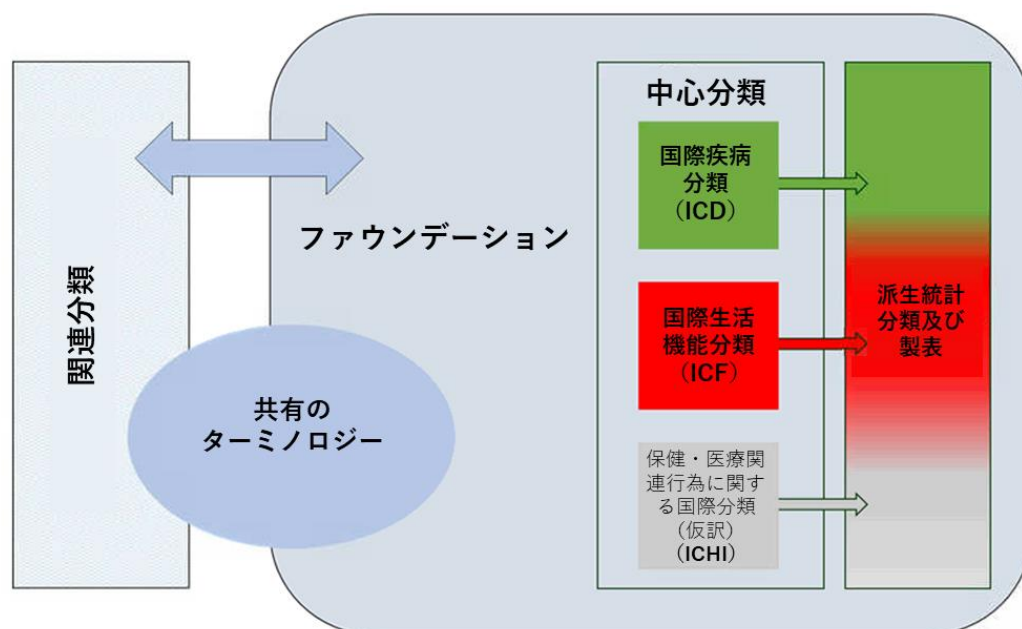 関連分類
ファウンデーション
共有の
ターミノロジー
中心分類
国際疾病
分類
（ICD）
国際生活
機能分類
（ICF）
保健・医療関
連行為に関す
る国際分類
（仮訳）
（ICHI）
派生統計
分類及び
製表